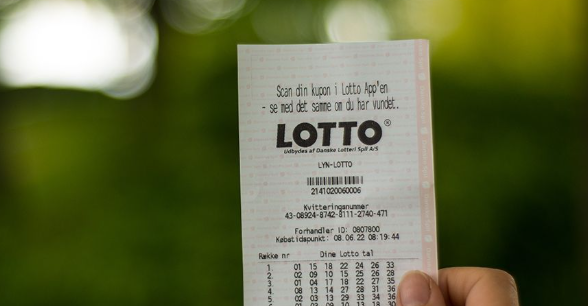 Scan din kupon i Lotto App'en
- se med det samme om du har vundet.
LOTTO®
Udbydes af Danske Lotteri Spil A/S
LYN-LOTTO
2141020060006
Kvitteringsnummer
43-08924-8742-8111-2740-471
Forhandler ID: 0807800
Købstidspunkt: 08.06.22 08:19:44
Række nr Dine Lotto tal
1. 01 15 18 22 24 26 33
2. 02 09 10 15 25 26 28
3. 01 04 17 18 22 27 35
4. 08 13 14 27 28 31 36
5. 02 03 13 29 33 34